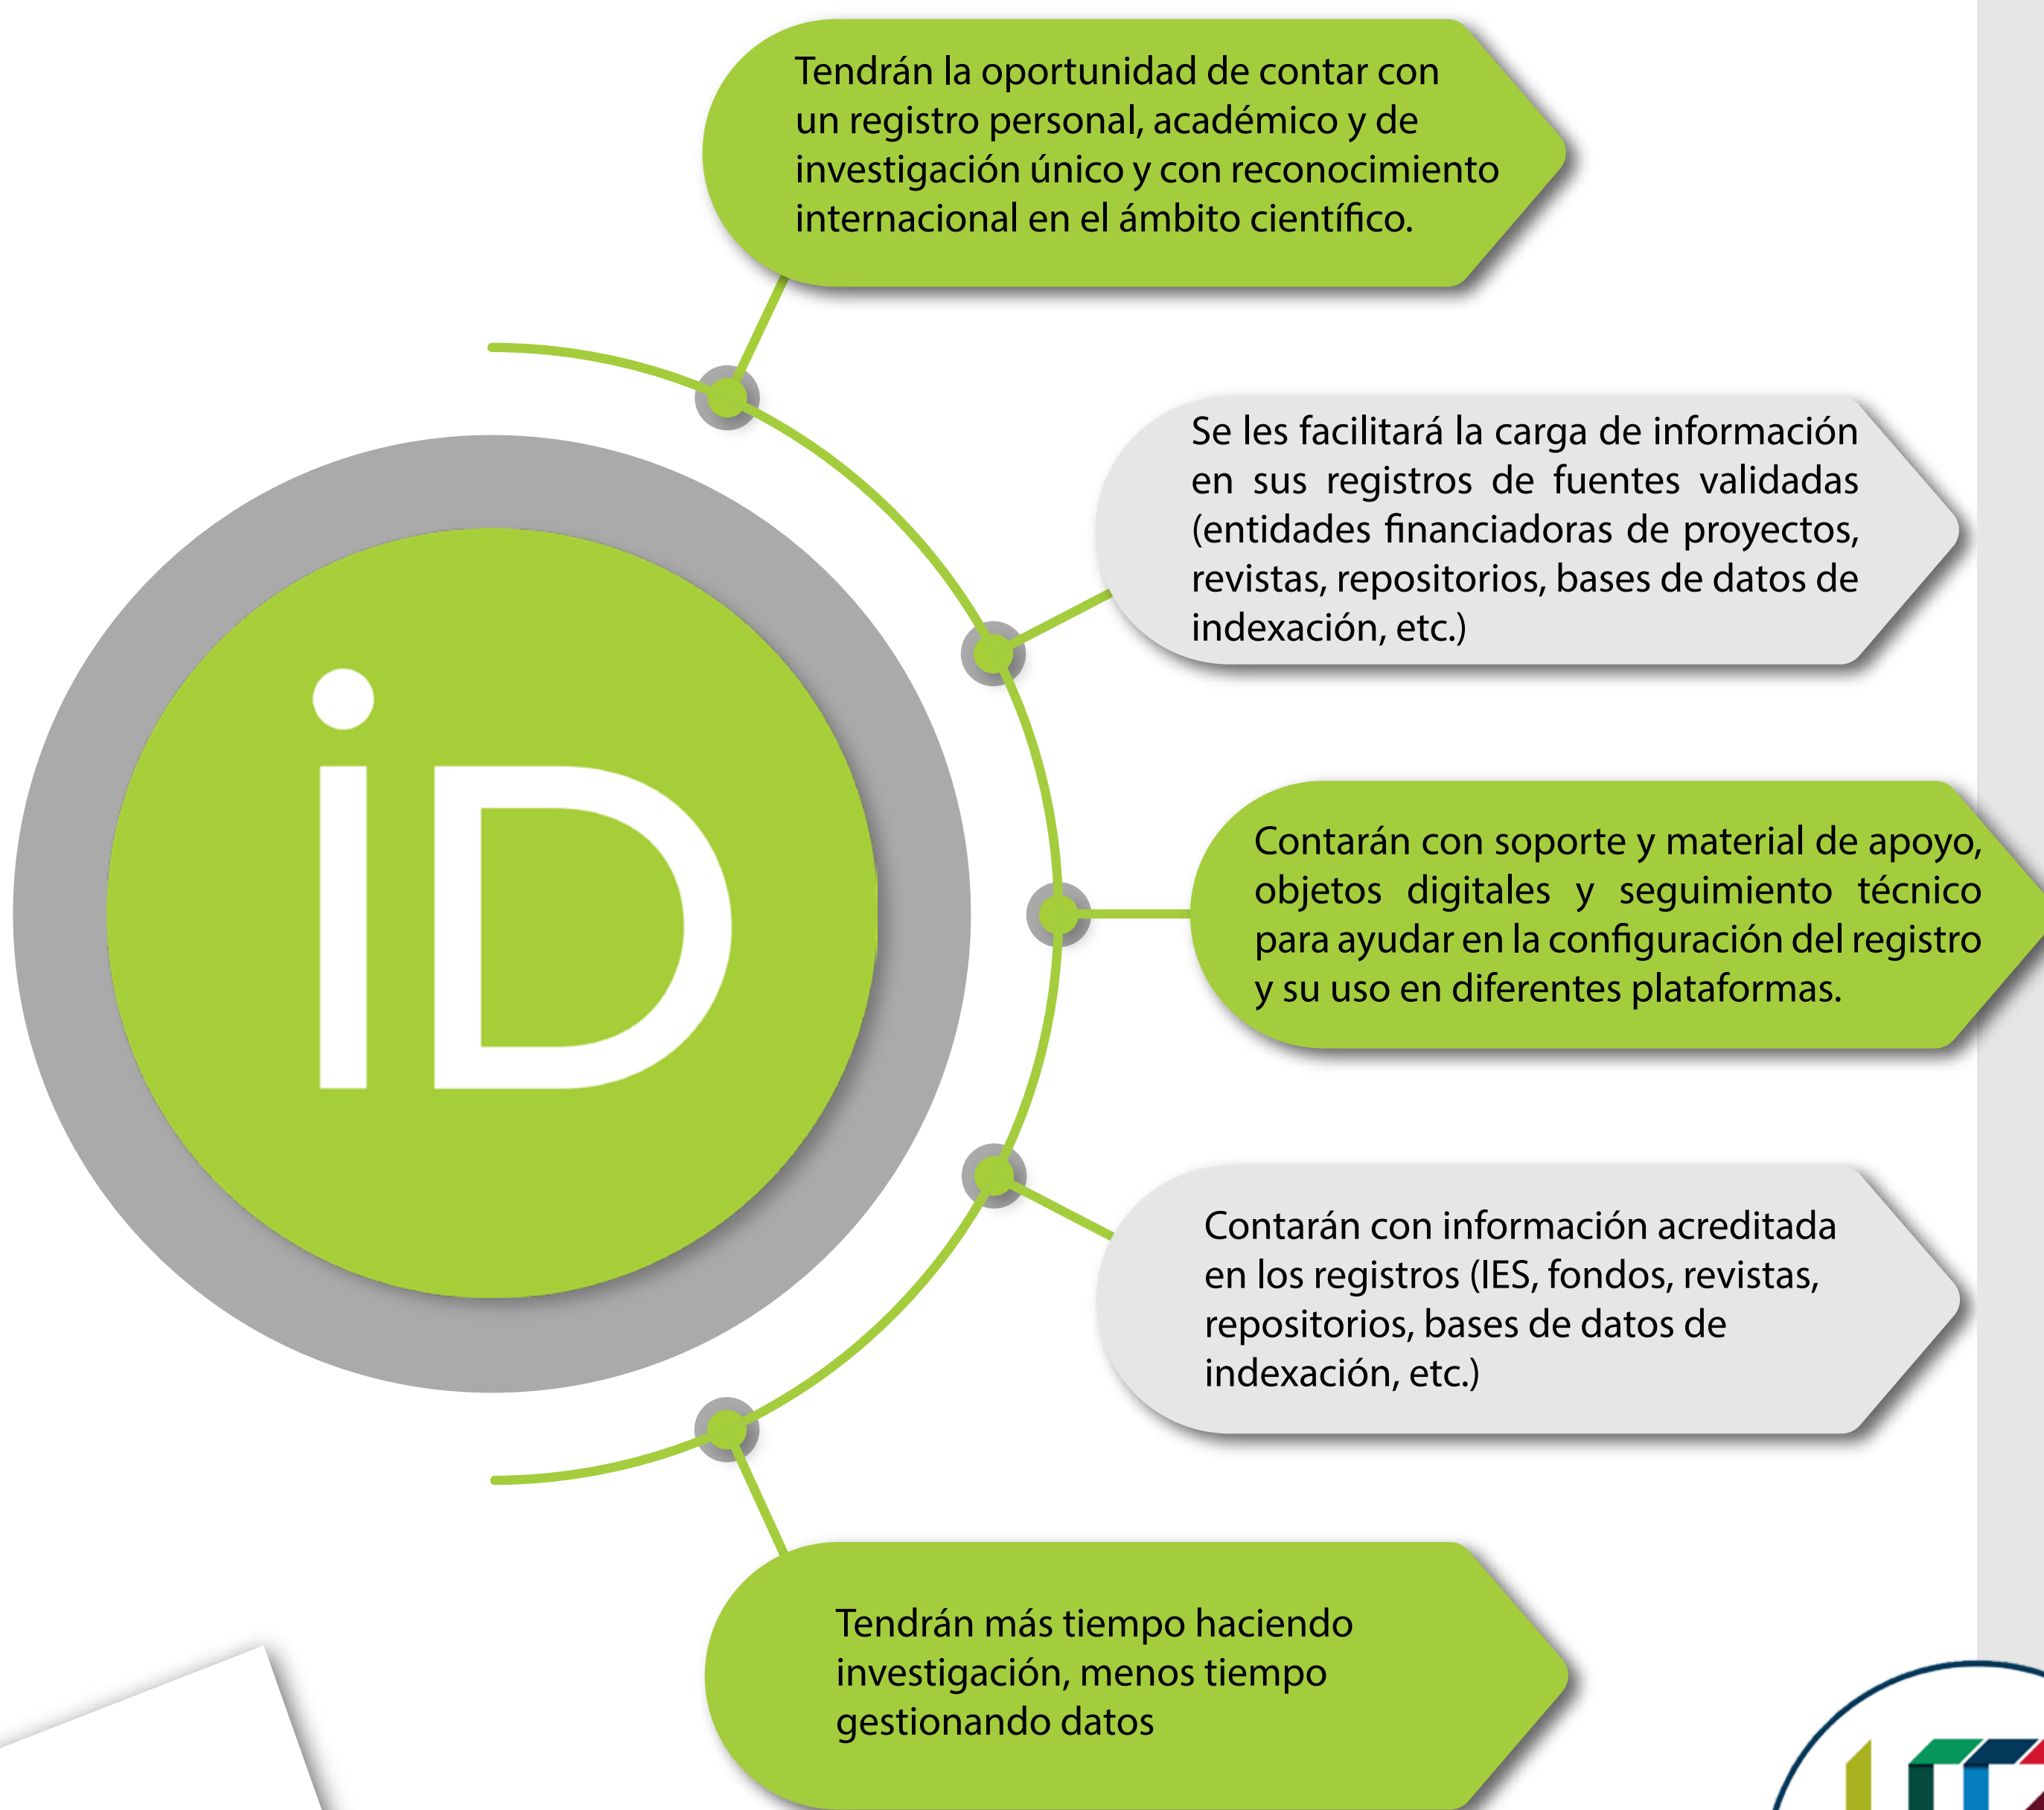 Tendrán la oportunidad de contar con
un registro personal, académico y de
investigación único y con reconocimiento
internacional en el ámbito científico.
Se les facilitará la carga de información
en sus registros de fuentes validadas
(entidades financiadoras de proyectos,
revistas, repositorios, bases de datos de
indexación, etc.)
iD
Contarán con soporte y material de apoyo,
objetos digitales y seguimiento técnico
para ayudar en la configuración del registro
y su uso en diferentes plataformas.
Contarán con información acreditada
en los registros (IES, fondos, revistas,
repositorios, bases de datos de
indexación, etc.)
Tendrán más tiempo haciendo
investigación, menos tiempo
gestionando datos